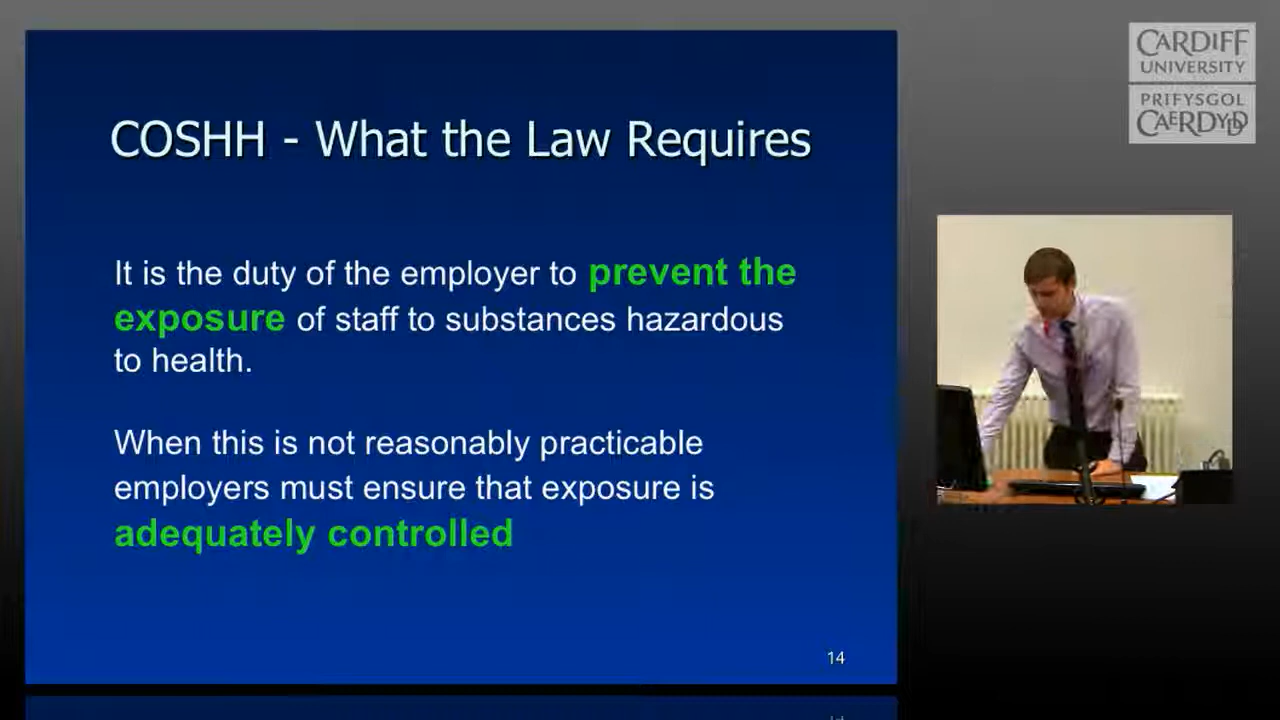 CARDIFF
UNIVERSITY
PRIFYSGOL
CAERDYDD
COSHH - What the Law Requires
It is the duty of the employer to prevent the
exposure of staff to substances hazardous
to health.
When this is not reasonably practicable
employers must ensure that exposure is
adequately controlled
14